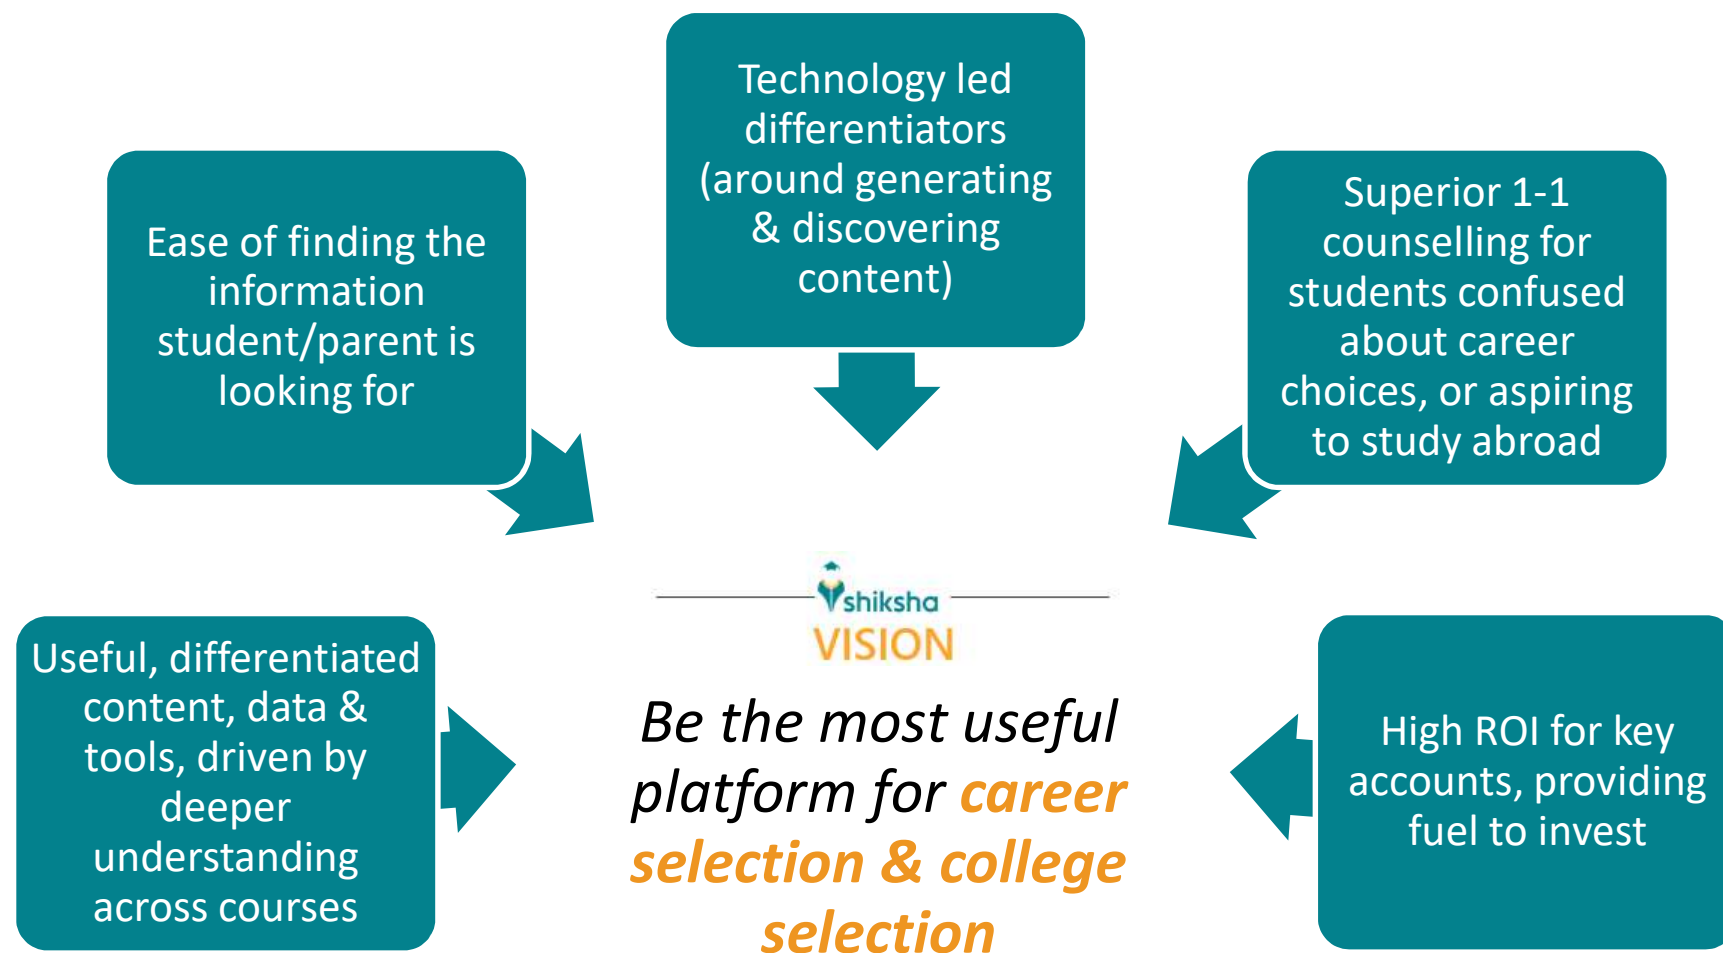 Technology led
differentiators
(around generating
& discovering
content)
Ease of finding the
information
student/parent is
looking for
Superior 1-1
counselling for
students confused
about career
choices, or aspiring
to study abroad
Useful, differentiated
content, data &
tools, driven by
deeper
understanding
across courses
shiksha
VISION
Be the most useful
platform for career
selection & college
selection
High ROI for key
accounts, providing
fuel to invest